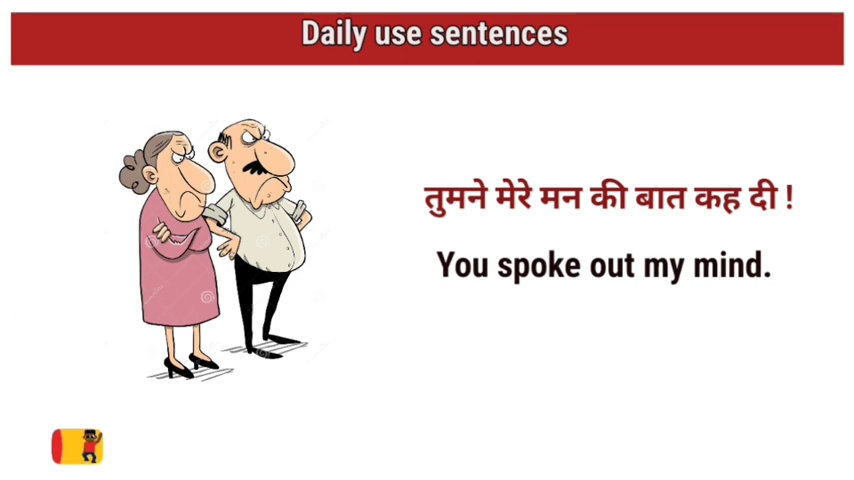 Daily use sentences
तुमने मेरे मन की बात कह दी !
You spoke out my mind.